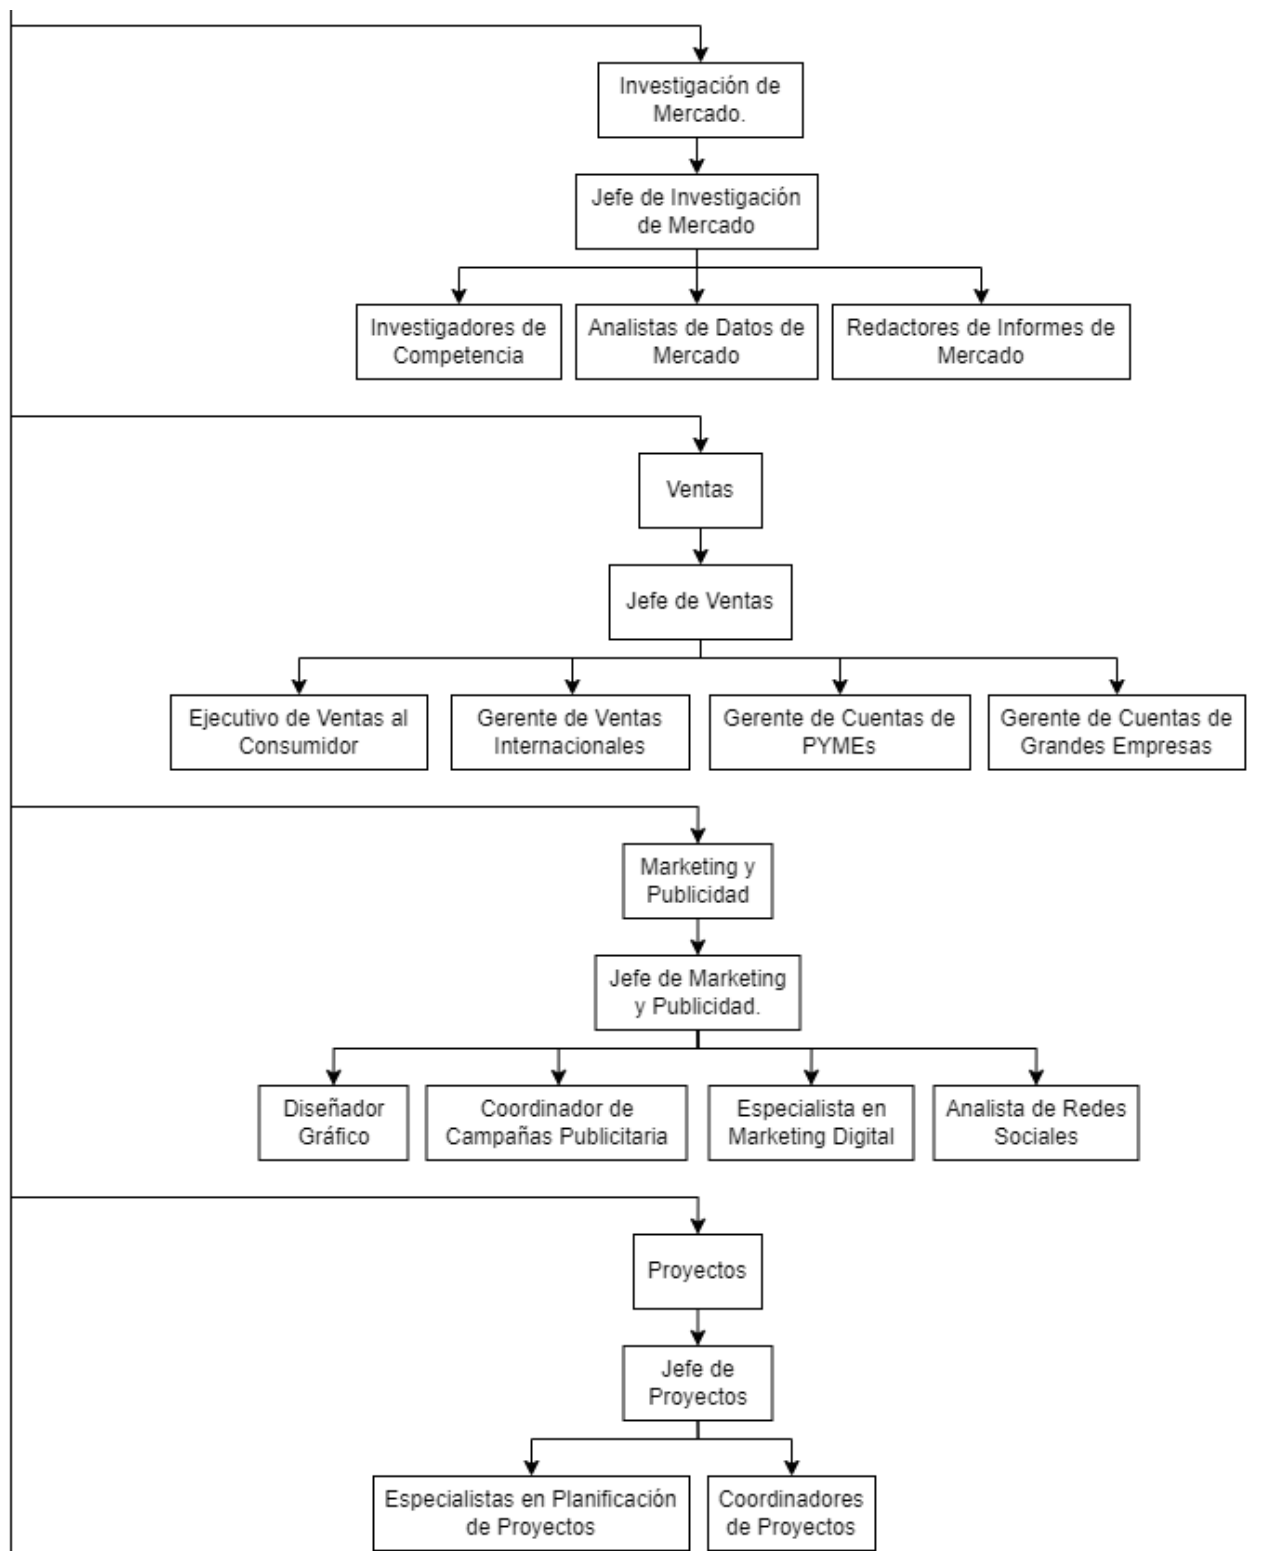 Investigación de
Mercado.
Jefe de Investigación
de Mercado
Investigadores de
Competencia
Analistas de Datos de
Mercado
Redactores de Informes de
Mercado
Ventas
Jefe de Ventas
Ejecutivo de Ventas al
Consumidor
Gerente de Ventas
Internacionales
Gerente de Cuentas de
PYMEs
Gerente de Cuentas de
Grandes Empresas
Marketing y
Publicidad
Jefe de Marketing
y Publicidad.
Diseñador
Gráfico
Coordinador de
Campañas Publicitaria
Especialista en
Marketing Digital
Analista de Redes
Sociales
Proyectos
Jefe de
Proyectos
Especialistas en Planificación
de Proyectos
Coordinadores
de Proyectos